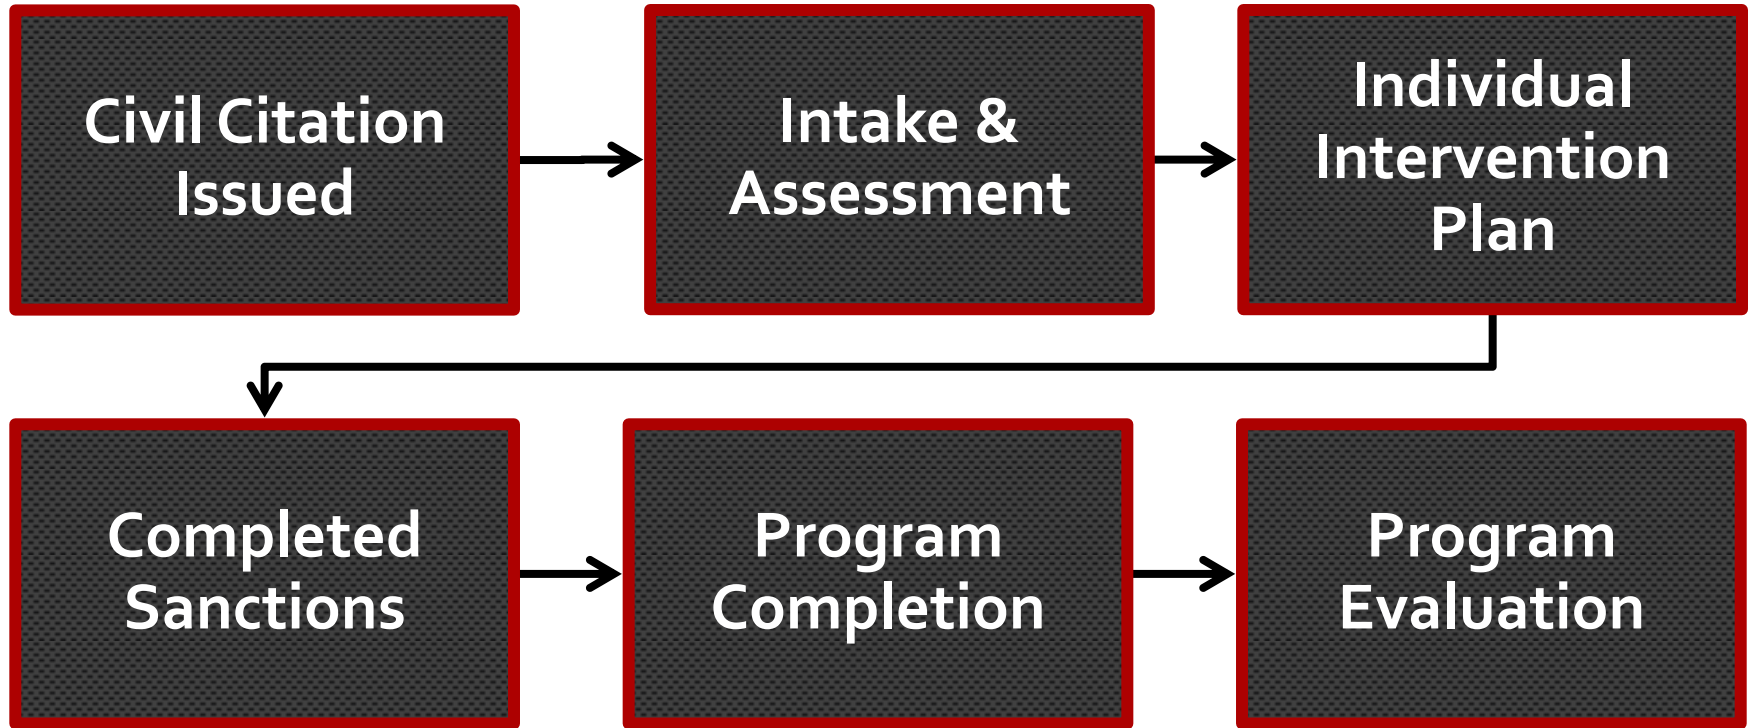 Civil Citation
Issued
Intake &
Assessment
Individual
Intervention
Plan
Completed
Sanctions
Program
Completion
Program
Evaluation